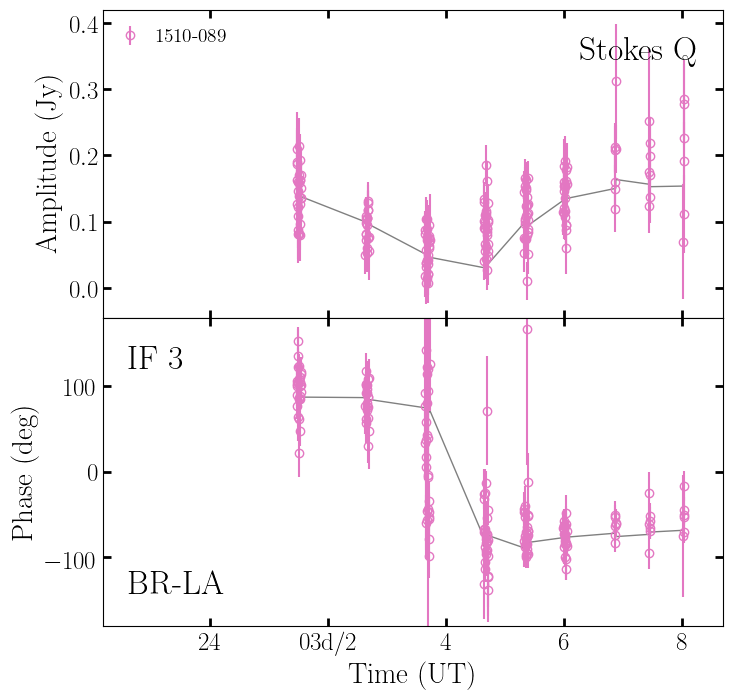 0.4
1510-089
Stokes Q
0.3
0.2
0.1
0.0
Amplitude (Jy)
IF 3
100
0
−100
Phase (deg)
BR-LA
24 03d/2 4 6 8
Time (UT)